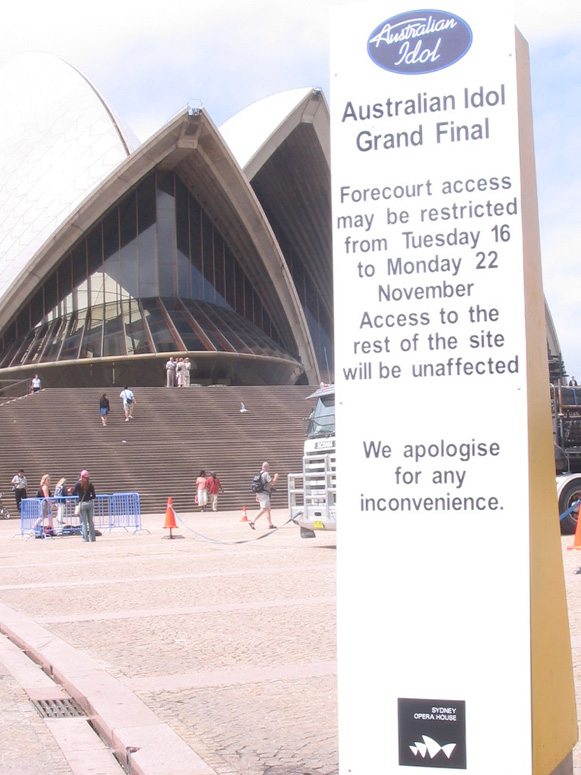 Australian
Idol
Australian Idol
Grand Final
Forecourt access
may be restricted
from Tuesday 16
to Monday 22
November
Access to the
rest of the site
will be unaffected
We apologise
for any
inconvenience.
SYDNEY
OPERA HOUSE
SCANIA